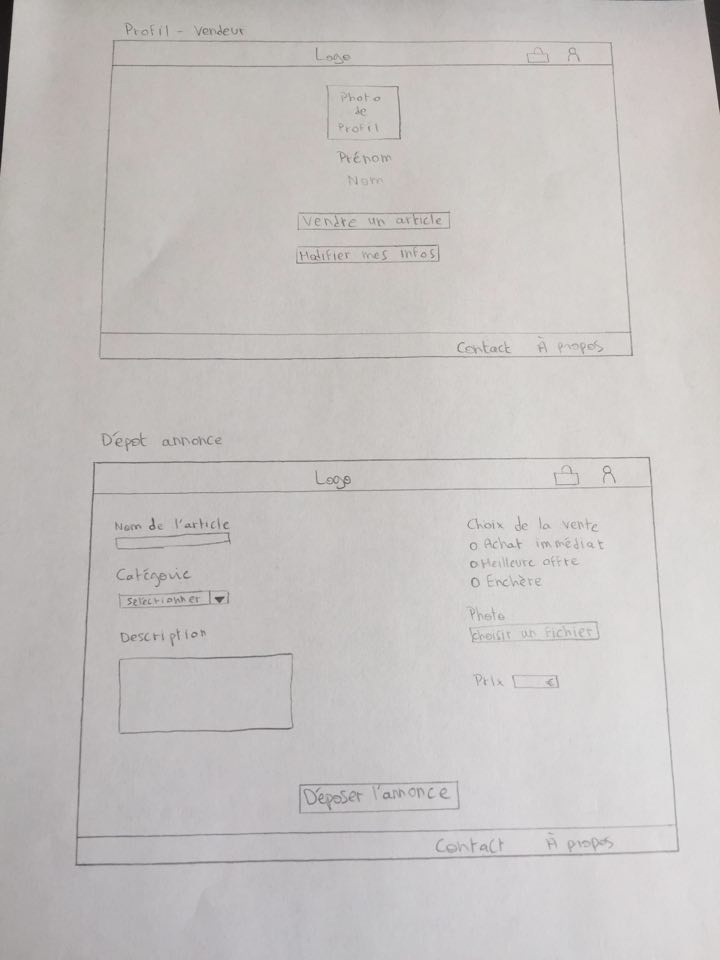 Profil - Vendeur
Logo
Photo
de
Profil
Prénom
Nom
Vendre un article
Modifier mes infos
Contact À propos
Dépot annonce
Logo
Nom de l'article
Catégorie
Sélectionner
Description
Choix de la vente
Achat immédiat
Meilleure offre
Enchère
Photo
choisir un fichier
Prix €
Déposer l'annonce
Contact À propos